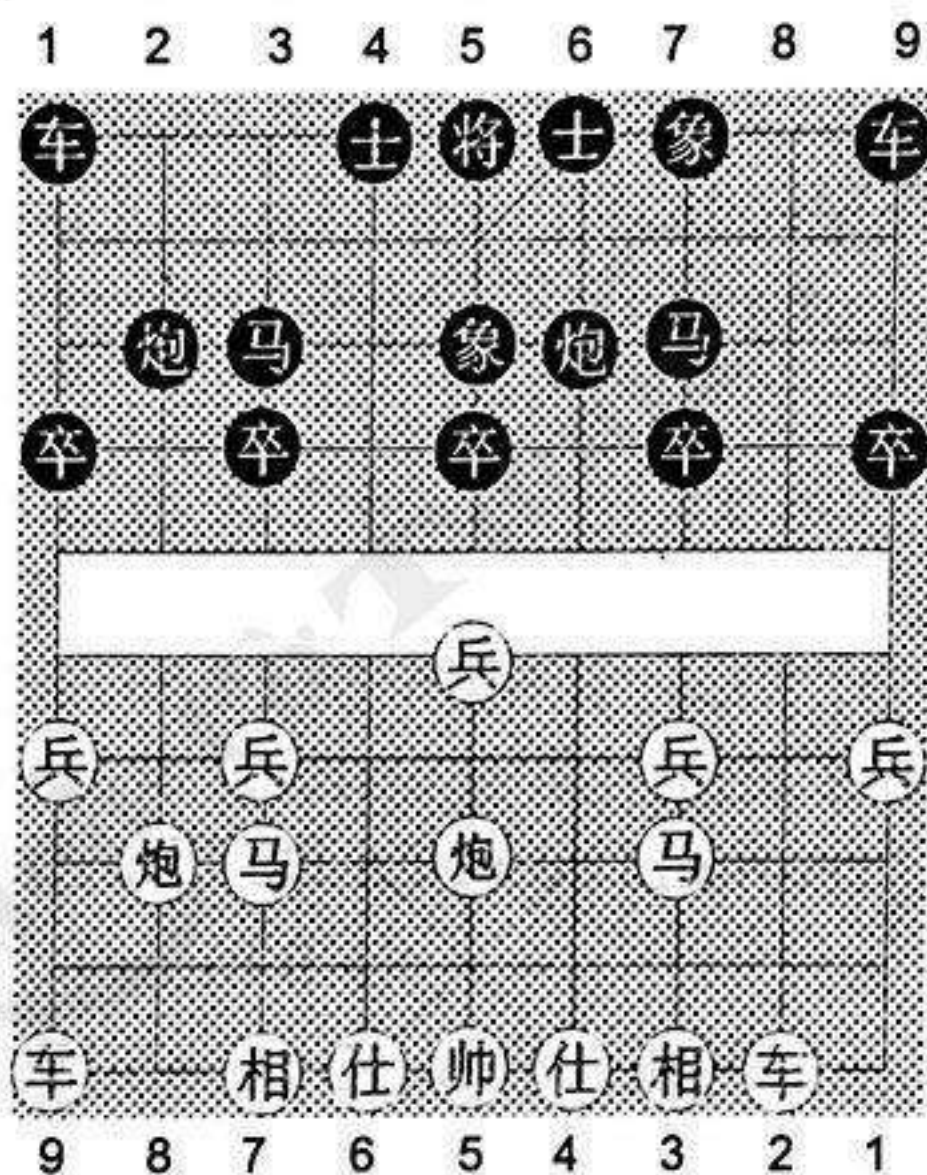 1 2 3 4 5 6 7 8 9
车 士 将 士 象 车
炮 马 象 炮 马
卒 卒 卒 卒 卒
兵
兵 兵 兵 兵
炮 马 炮 马
车 相 仕 帅 仕 相 车
9 8 7 6 5 4 3 2 1